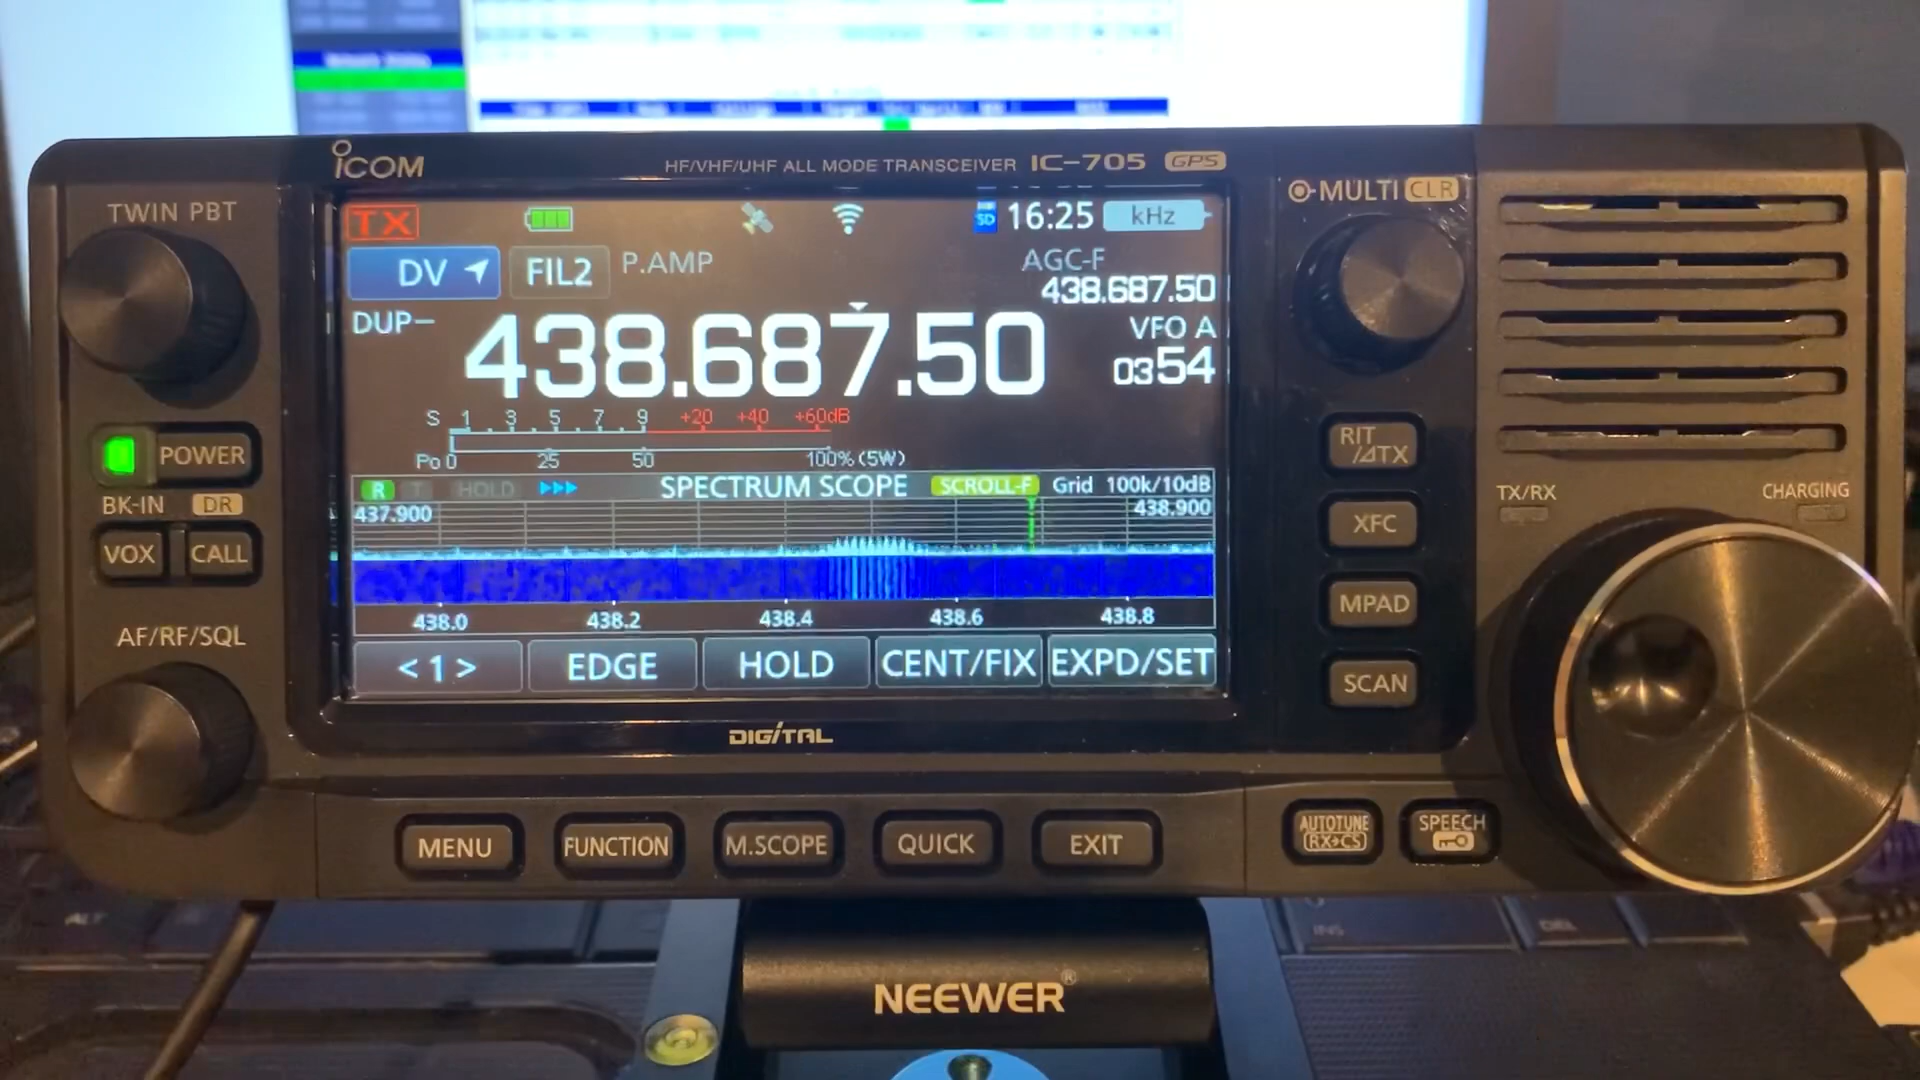 ICOM
HF/VHF/UHF ALL MODE TRANSCEIVER IC-705 GPS
TWIN PBT
MULTI CLR
TX
SD 16:25 kHz
DV FIL2 P.AMP AGC-F
438.687.50
DUP-
438.687.50
VFO A
0354
S 1 3 5 7 9 +20 +40 +60dB
Po 0 25 50 100% (5W)
R T HOLD SPECTRUM SCOPE SCROLL-F Grid 100k/10dB
437.900 438.900
438.0 438.2 438.4 438.6 438.8
< 1 > EDGE HOLD CENT/FIX EXPD/SET
POWER
BK-IN DR
VOX CALL
AF/RF/SQL
RIT
/⊿TX
XFC
MPAD
SCAN
TX/RX CHARGING
DIGITAL
MENU FUNCTION M.SCOPE QUICK EXIT
AUTOTUNE
RX→CS
SPEECH
ALT
INS DEL
NEEWER®